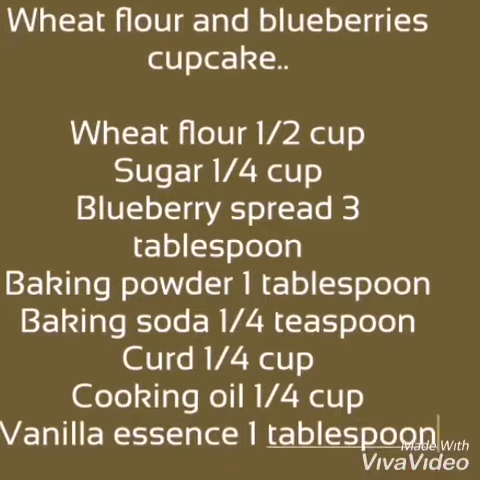 Wheat flour and blueberries
cupcake..
Wheat flour 1/2 cup
Sugar 1/4 cup
Blueberry spread 3
tablespoon
Baking powder 1 tablespoon
Baking soda 1/4 teaspoon
Curd 1/4 cup
Cooking oil 1/4 cup
Vanilla essence 1 tablespoon
Made With
VivaVideo